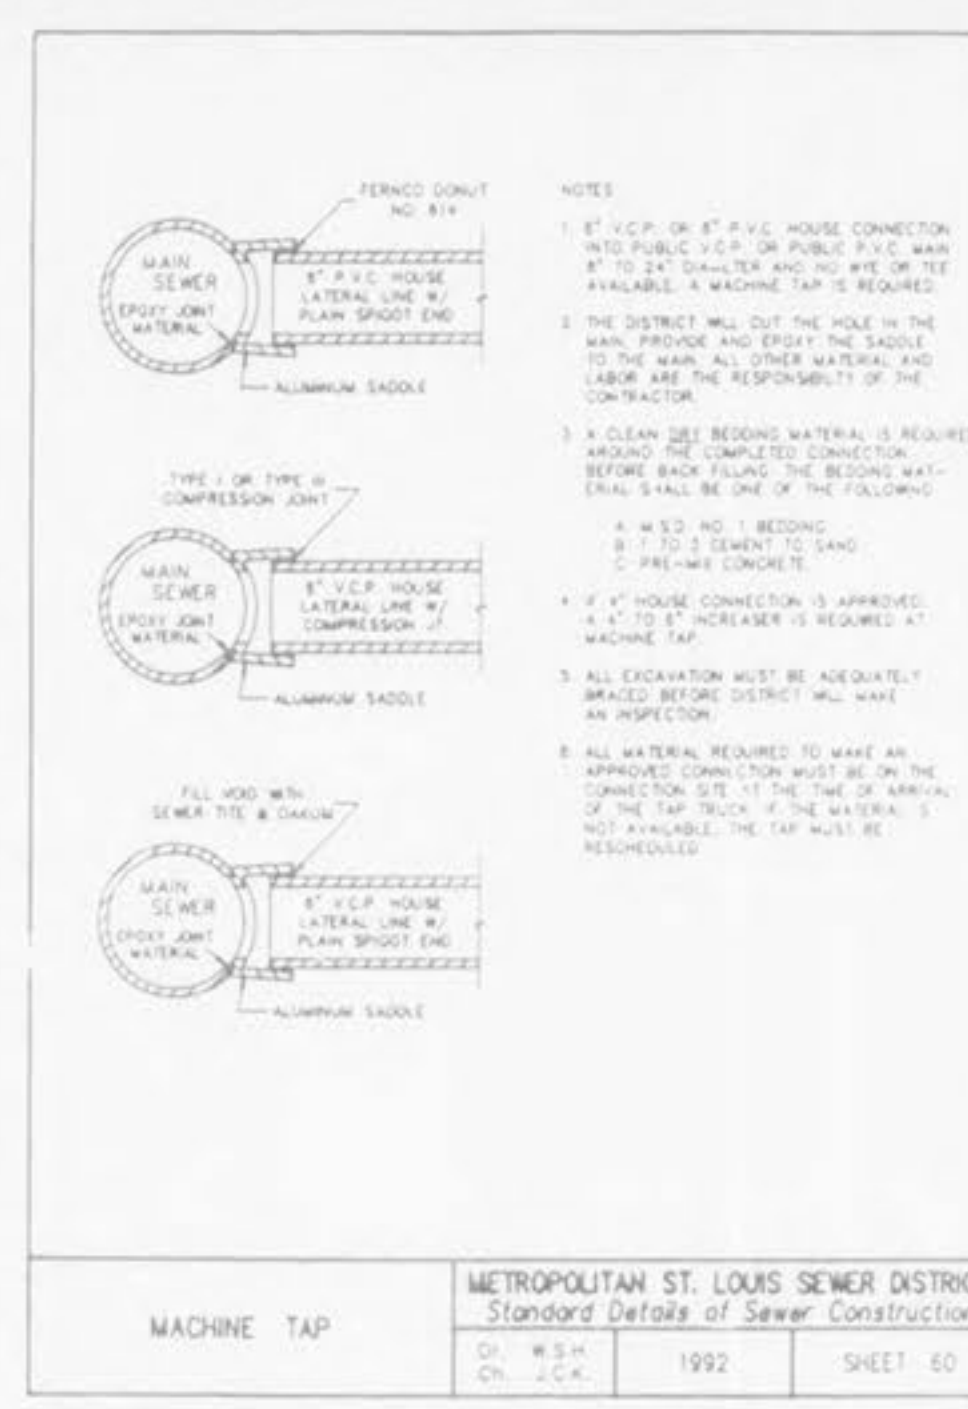 FERNCO DONUT
NO.
MAIN
SEWER
EPOXY JOINT
MATERIAL
P.V.C. HOUSE
LATERAL LINE W/
PLAIN SPIGOT END
ALUMINUM SADDLE
TYPE I OR TYPE III
COMPRESSION JOINT
MAIN
SEWER
EPOXY JOINT
MATERIAL
V.C.P. HOUSE
LATERAL LINE W/
COMPRESSION JT.
ALUMINUM SADDLE
FILL VOID WITH
SEWER-TITE & OAKUM
MAIN
SEWER
EPOXY JOINT
MATERIAL
V.C.P. HOUSE
LATERAL LINE W/
PLAIN SPIGOT END
ALUMINUM SADDLE
NOTES
1. V.C.P. OR P.V.C. HOUSE CONNECTION
INTO PUBLIC V.C.P. OR PUBLIC P.V.C. MAIN
8" TO 24" DIAMETER AND NO WYE OR TEE
AVAILABLE, A MACHINE TAP IS REQUIRED.
2. THE DISTRICT WILL CUT THE HOLE IN THE
MAIN, PROVIDE AND EPOXY THE SADDLE
TO THE MAIN. ALL OTHER MATERIAL AND
LABOR ARE THE RESPONSIBILTY OF THE
CONTRACTOR.
3. A CLEAN DRY BEDDING MATERIAL IS REQUIRE
AROUND THE COMPLETED CONNECTION
BEFORE BACK FILLING. THE BEDDING MAT-
ERIAL SHALL BE ONE OF THE FOLLOWING
A. M.S.D. NO. 1 BEDDING
B. 1 TO CEMENT TO SAND
C. PRE-MIX CONCRETE
4. IF 4" HOUSE CONNECTION IS APPROVED,
A 4" TO 6" INCREASER IS REQUIRED AT
MACHINE TAP.
5. ALL EXCAVATION MUST BE ADEQUATELY
BRACED BEFORE DISTRICT WILL MAKE
AN INSPECTION.
6. ALL MATERIAL REQUIRED TO MAKE AN
APPROVED CONNECTION MUST BE ON THE
CONNECTION SITE AT THE TIME OF ARRIVAL
OF THE TAP TRUCK. IF THE MATERIAL IS
NOT AVAILABLE, THE TAP MUST BE
RESCHEDULED
MACHINE TAP
METROPOLITAN ST. LOUIS SEWER DISTRIC
Standard Details of Sewer Construction
Dr. W.S.H.
Ch. J.C.K.
1992
SHEET 60